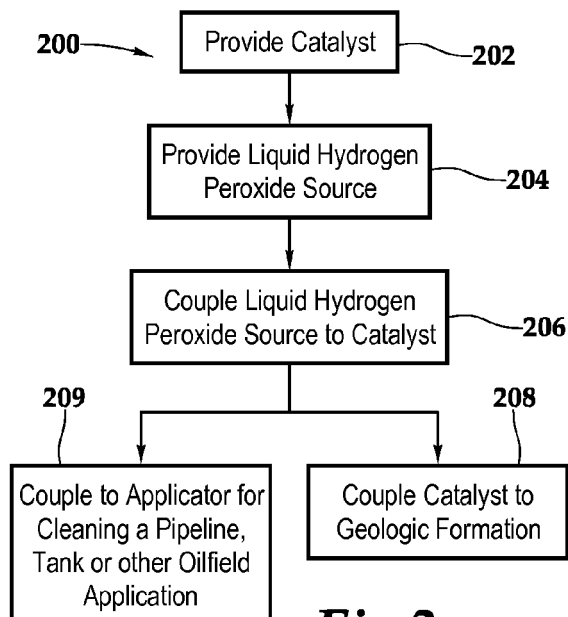 200
Provide Catalyst
202
Provide Liquid Hydrogen
Peroxide Source
204
Couple Liquid Hydrogen
Peroxide Source to Catalyst
206
209
208
Couple to Applicator for
Cleaning a Pipeline,
Tank or other Oilfield
Application
Couple Catalyst to
Geologic Formation